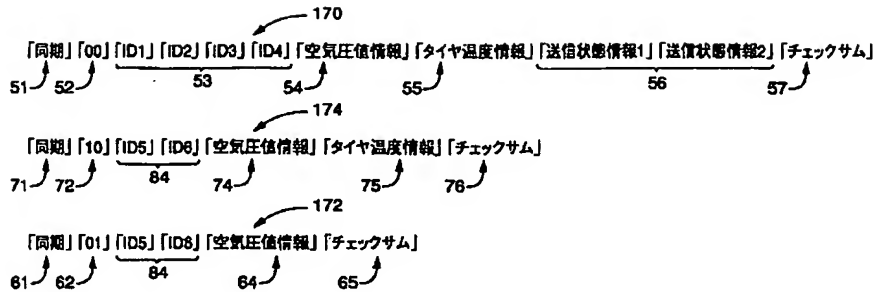 170
「同期」「00」「ID1」「ID2」「ID3」「ID4」「空気圧値情報」「タイヤ温度情報」「送信状態情報1」「送信状態情報2」「チェックサム」
51 52 53 54 55 56 57
174
「同期」「10」「ID5」「ID6」「空気圧値情報」「タイヤ温度情報」「チェックサム」
71 72 84 74 75 76
172
「同期」「01」「ID5」「ID6」「空気圧値情報」「チェックサム」
61 62 84 64 65